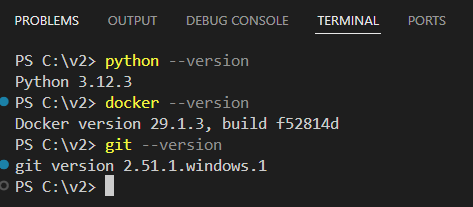 PROBLEMS OUTPUT DEBUG CONSOLE TERMINAL PORTS
PS C:\v2> python --version
Python 3.12.3
PS C:\v2> docker --version
Docker version 29.1.3, build f52814d
PS C:\v2> git --version
git version 2.51.1.windows.1
PS C:\v2>